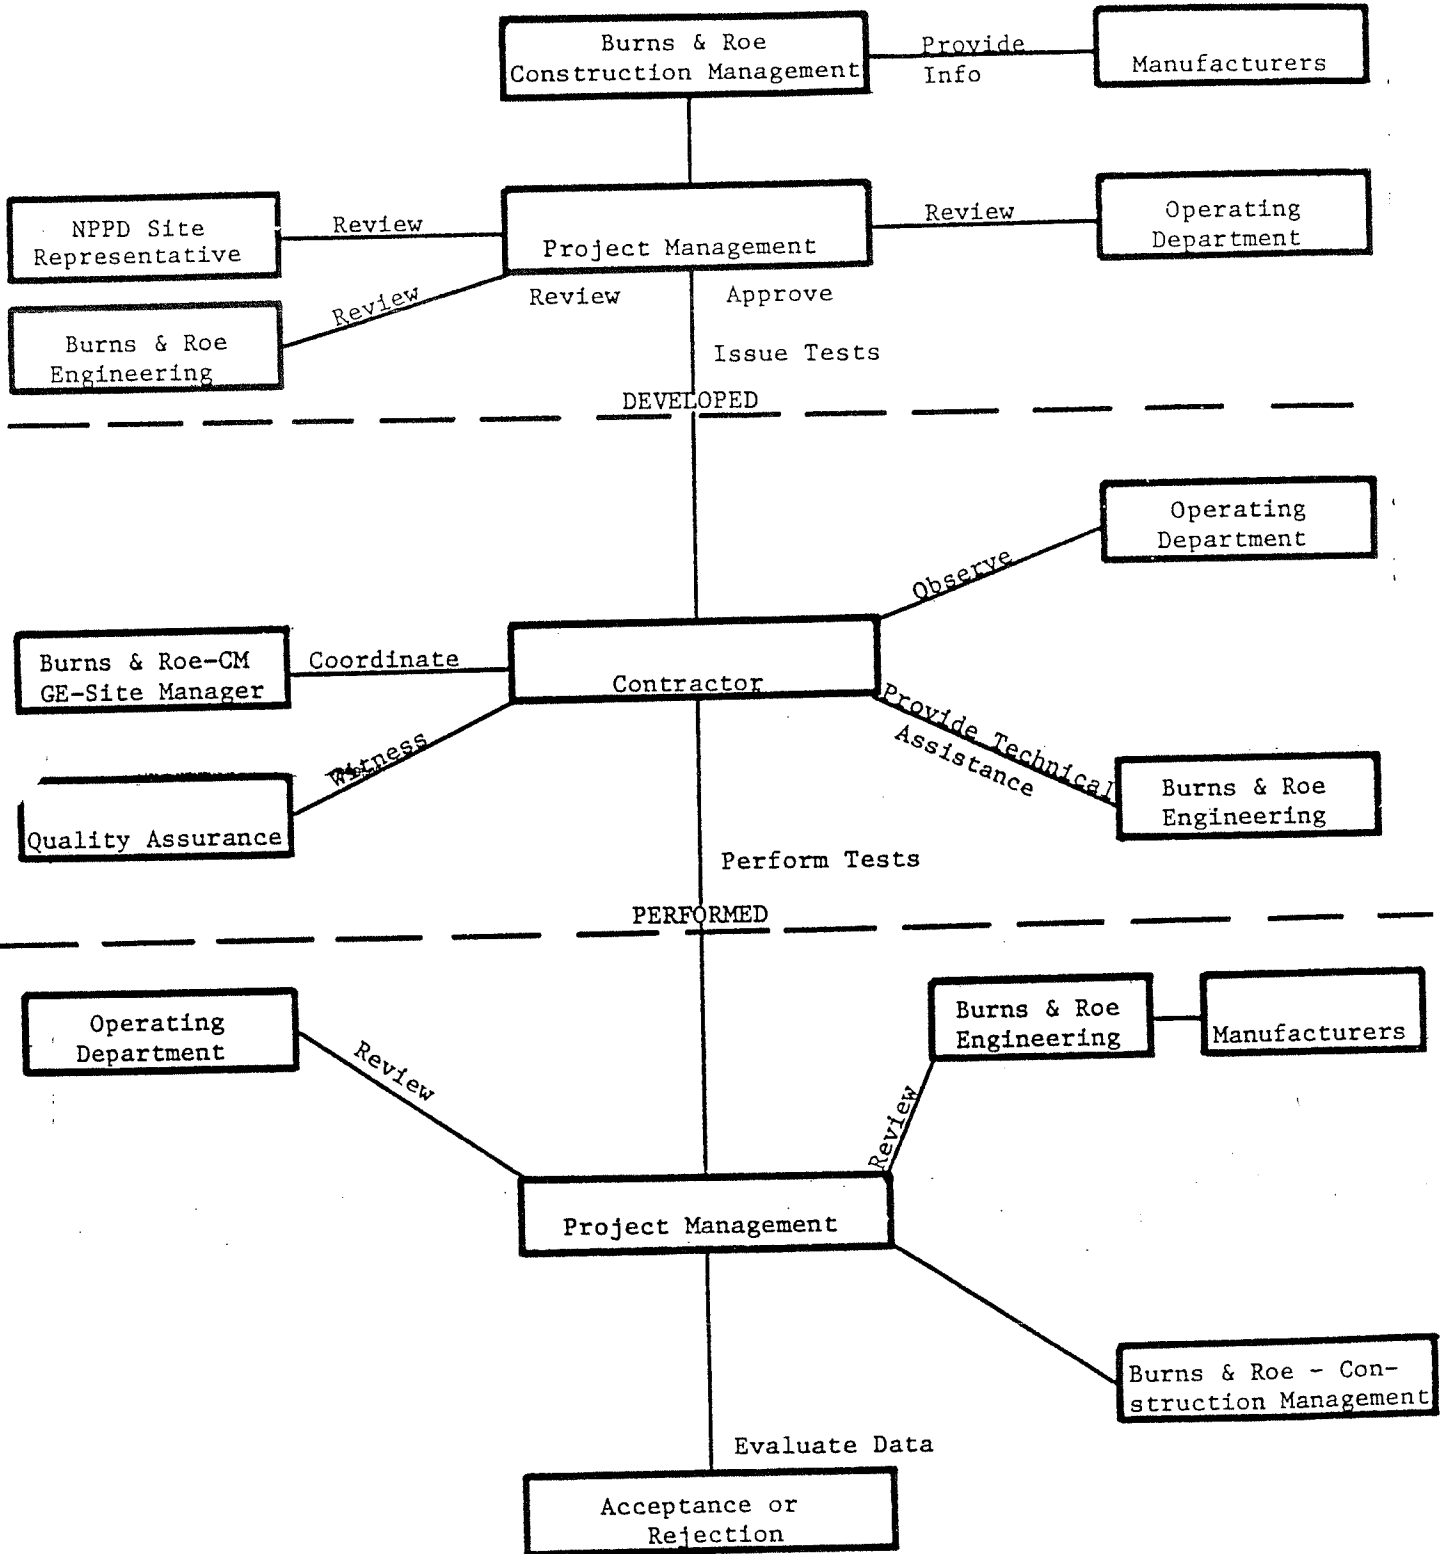 Burns & Roe
Construction Management
Provide
Info
Manufacturers
NPPD Site
Representative
Review
Project Management
Review
Operating
Department
Burns & Roe
Engineering
Review
Review
Approve
Issue Tests
DEVELOPED
Operating
Department
Observe
Burns & Roe-CM
GE-Site Manager
Coordinate
Contractor
Provide Technical
Assistance
Witness
Quality Assurance
Burns & Roe
Engineering
Perform Tests
PERFORMED
Operating
Department
Review
Burns & Roe
Engineering
Manufacturers
Review
Project Management
Burns & Roe - Con-
struction Management
Evaluate Data
Acceptance or
Rejection